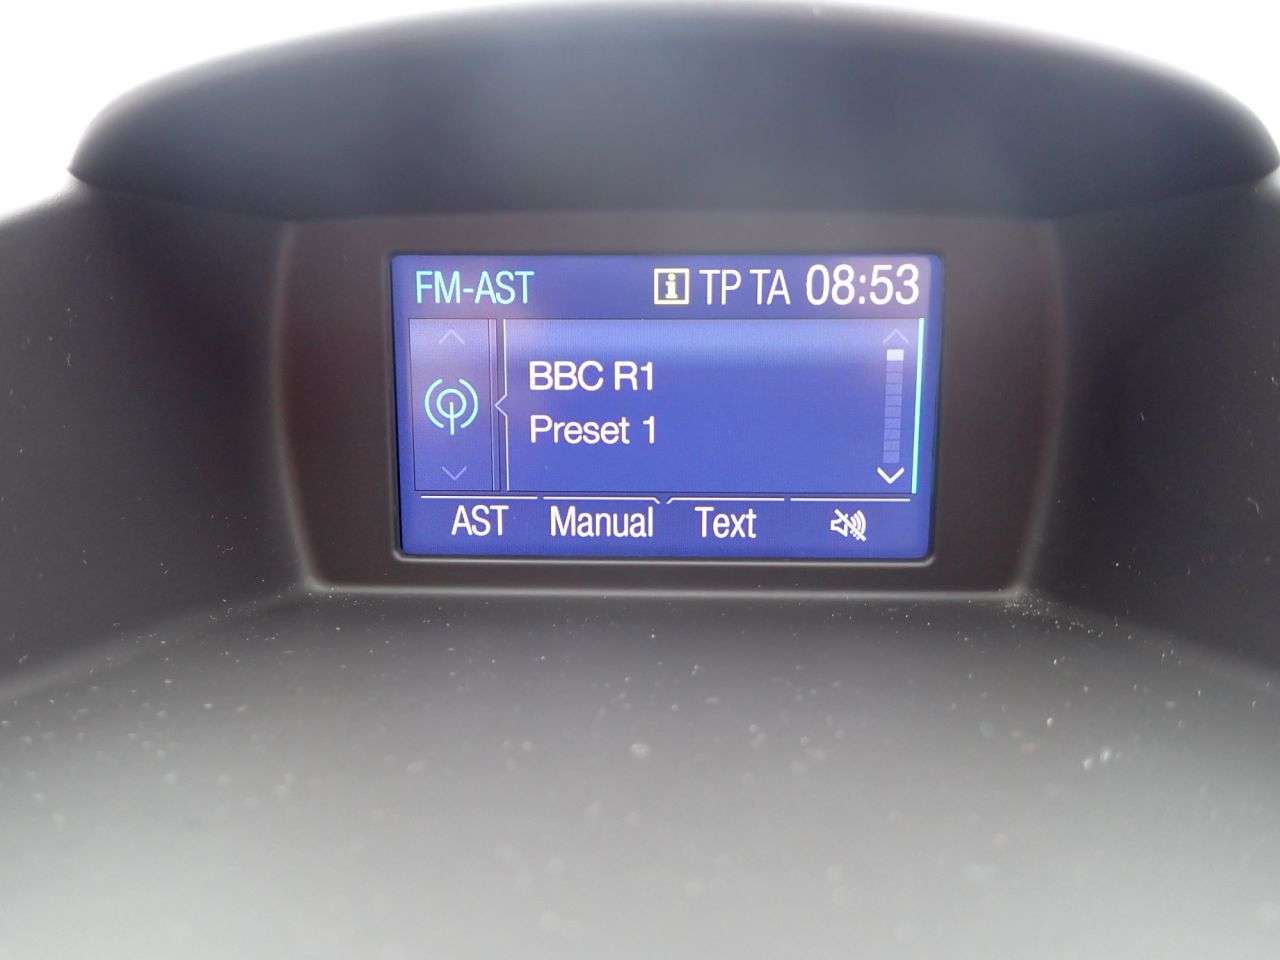 FM-AST i TP TA 08:53
BBC R1
Preset 1
AST Manual Text